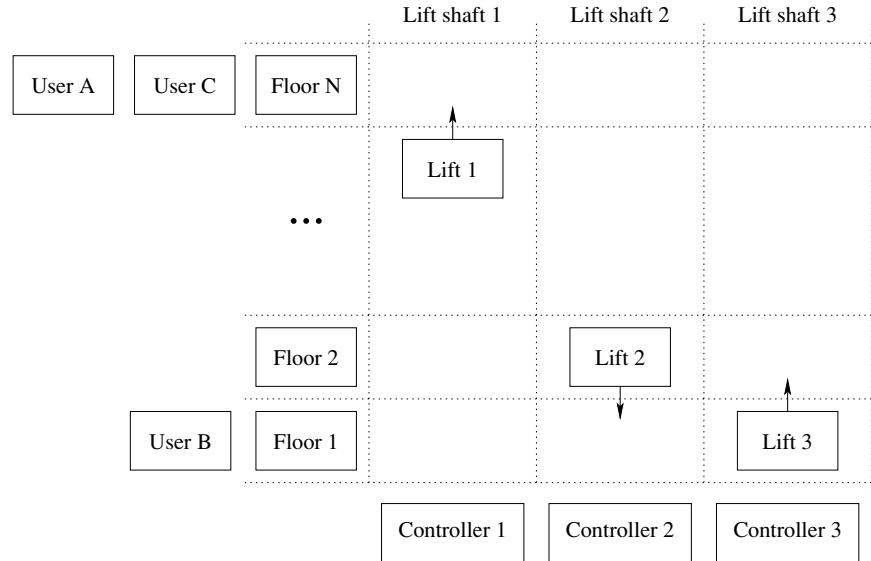 Lift shaft 1 Lift shaft 2 Lift shaft 3
User A User C Floor N
Lift 1
...
Floor 2 Lift 2
User B Floor 1 Lift 3
Controller 1 Controller 2 Controller 3